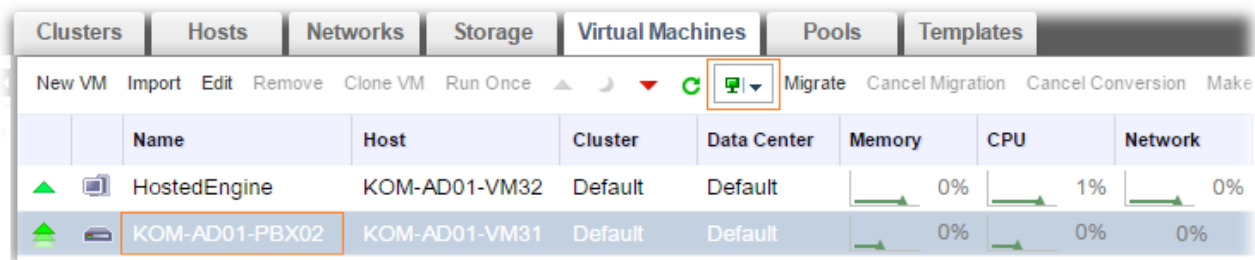 Clusters Hosts Networks Storage Virtual Machines Pools Templates
New VM Import Edit Remove Clone VM Run Once Migrate Cancel Migration Cancel Conversion Make
Name Host Cluster Data Center Memory CPU Network
HostedEngine KOM-AD01-VM32 Default Default 0% 1% 0%
KOM-AD01-PBX02 KOM-AD01-VM31 Default Default 0% 0% 0%